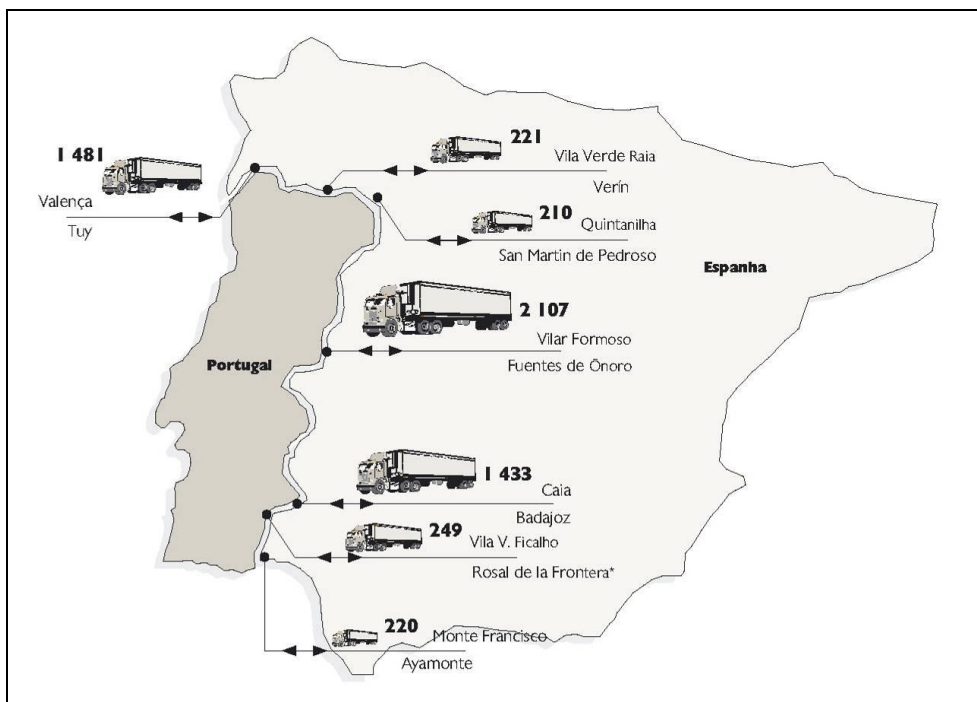 221
1 481
Vila Verde Raia
Verín
Valença
Tuy
210
Quintanilha
San Martin de Pedroso
Espanha
2 107
Vilar Formoso
Portugal
Fuentes de Õnoro
1 433
Caia
Badajoz
249
Vila V. Ficalho
Rosal de la Frontera*
220
Monte Francisco
Ayamonte